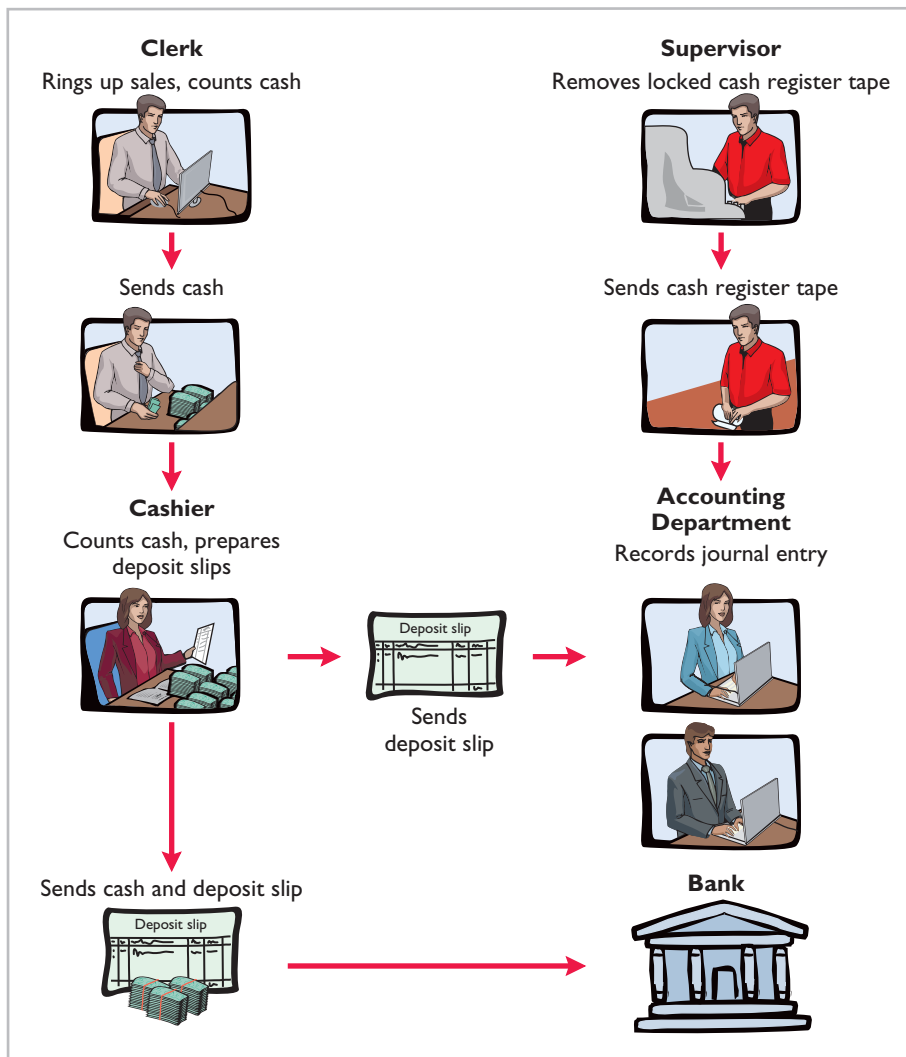 Clerk
Rings up sales, counts cash
Supervisor
Removes locked cash register tape
Sends cash
Sends cash register tape
Cashier
Counts cash, prepares
deposit slips
Accounting
Department
Records journal entry
Deposit slip
Sends
deposit slip
Sends cash and deposit slip
Deposit slip
Bank